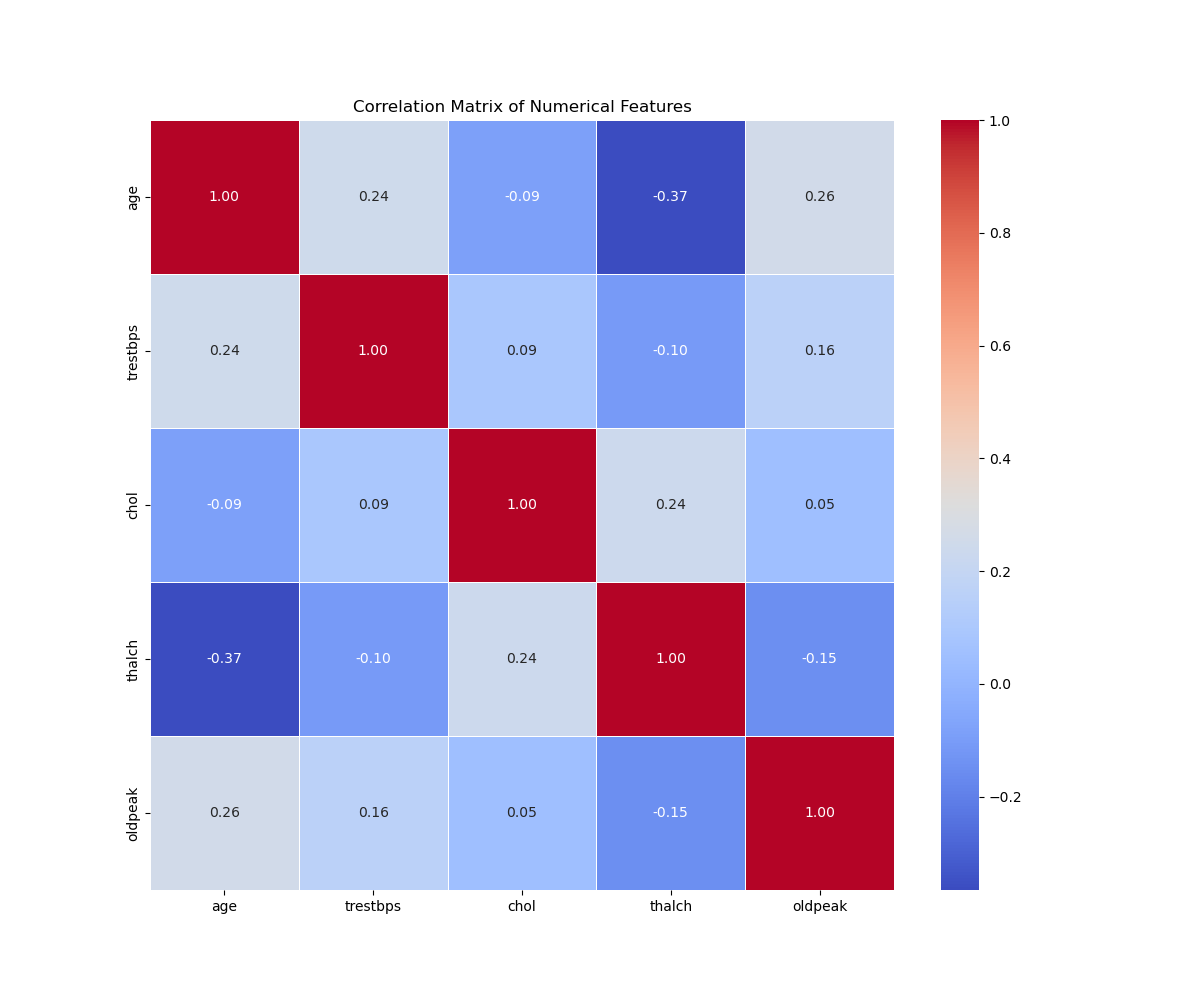 Correlation Matrix of Numerical Features
age 1.00 0.24 -0.09 -0.37 0.26
trestbps 0.24 1.00 0.09 -0.10 0.16
chol -0.09 0.09 1.00 0.24 0.05
thalch -0.37 -0.10 0.24 1.00 -0.15
oldpeak 0.26 0.16 0.05 -0.15 1.00
age trestbps chol thalch oldpeak
1.0
0.8
0.6
0.4
0.2
0.0
−0.2